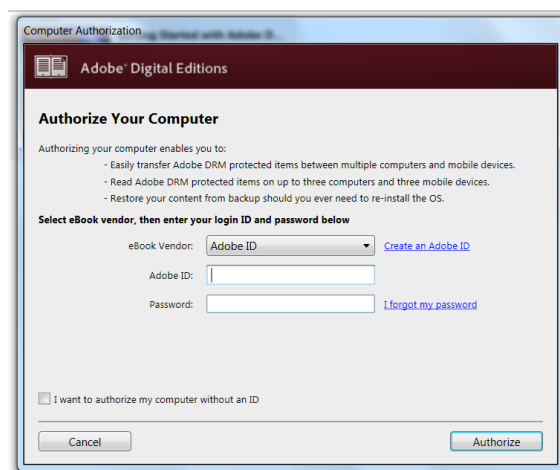 Computer Authorization
Adobe® Digital Editions
Authorize Your Computer
Authorizing your computer enables you to:
- Easily transfer Adobe DRM protected items between multiple computers and mobile devices.
- Read Adobe DRM protected items on up to three computers and three mobile devices.
- Restore your content from backup should you ever need to re-install the OS.
Select eBook vendor, then enter your login ID and password below
eBook Vendor: Adobe ID Create an Adobe ID
Adobe ID:
Password: I forgot my password
I want to authorize my computer without an ID
Cancel Authorize